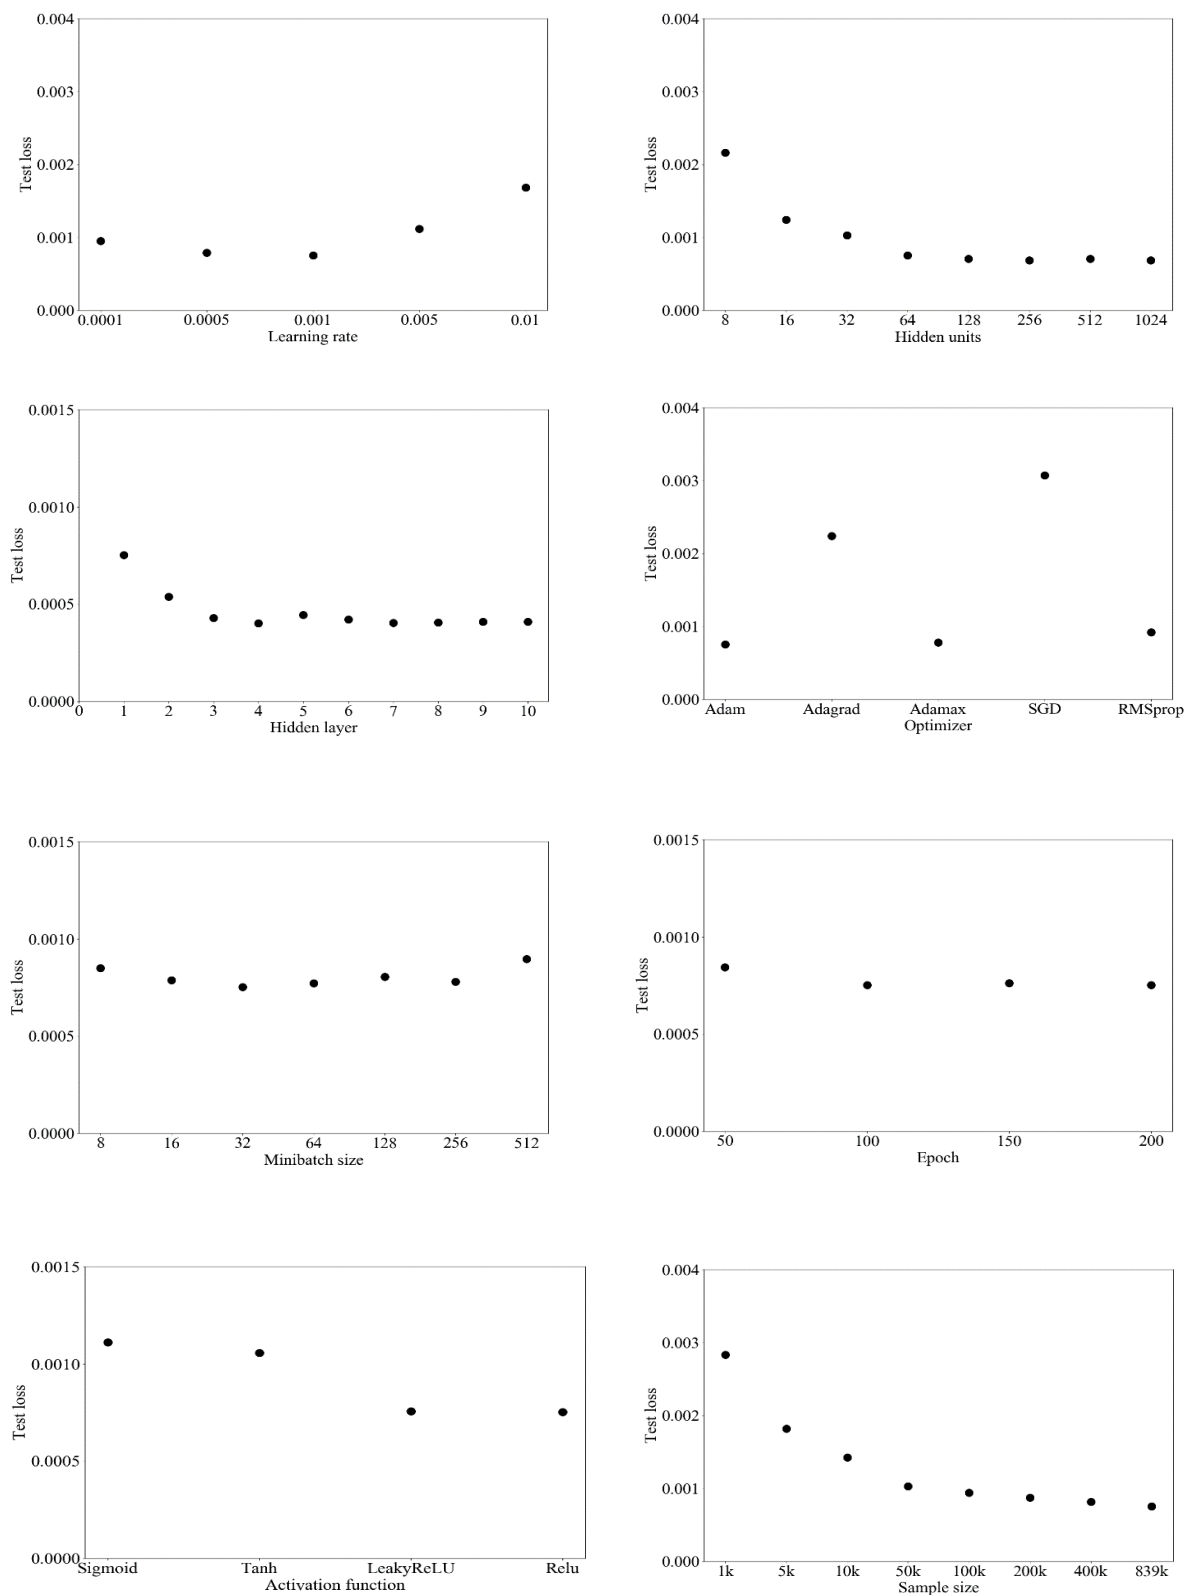 0.004
0.003
0.002
0.001
0.000
Test loss
0.0001 0.0005 0.001 0.005 0.01
Learning rate
0.004
0.003
0.002
0.001
0.000
Test loss
8 16 32 64 128 256 512 1024
Hidden units
0.0015
0.0010
0.0005
0.0000
Test loss
0 1 2 3 4 5 6 7 8 9 10
Hidden layer
0.004
0.003
0.002
0.001
0.000
Test loss
Adam Adagrad Adamax SGD RMSprop
Optimizer
0.0015
0.0010
0.0005
0.0000
Test loss
8 16 32 64 128 256 512
Minibatch size
0.0015
0.0010
0.0005
0.0000
Test loss
50 100 150 200
Epoch
0.0015
0.0010
0.0005
0.0000
Test loss
Sigmoid Tanh LeakyReLU Relu
Activation function
0.004
0.003
0.002
0.001
0.000
Test loss
1k 5k 10k 50k 100k 200k 400k 839k
Sample size